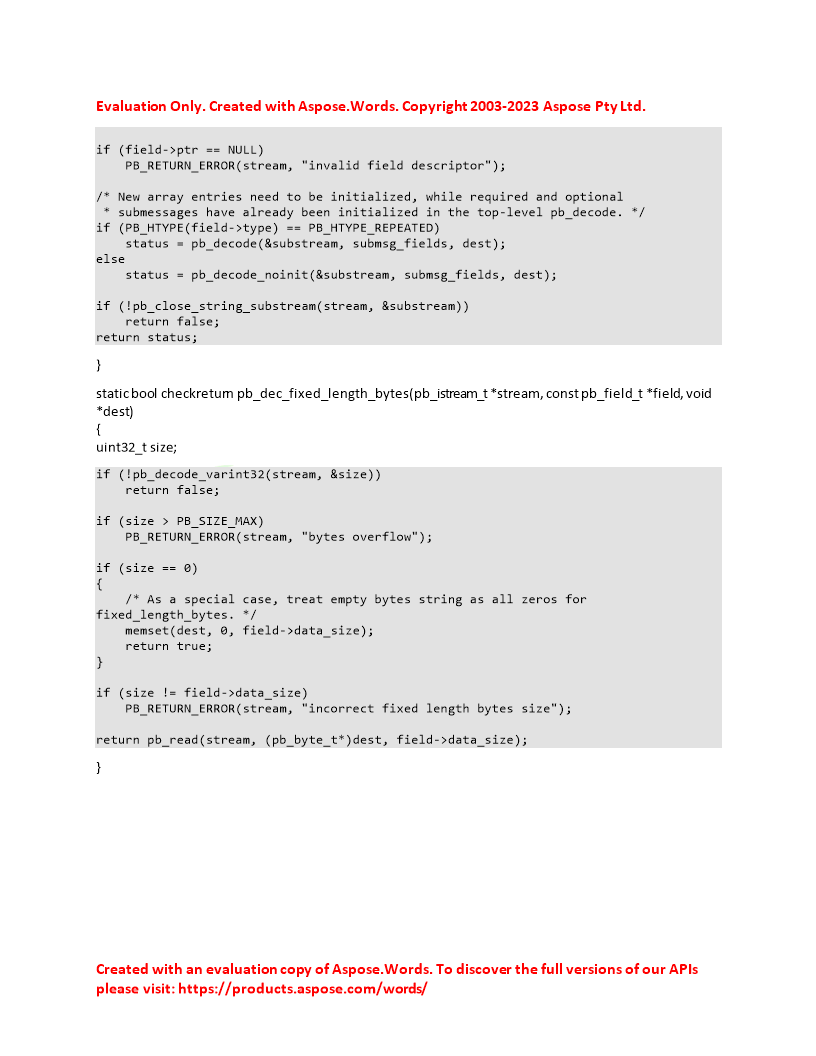 Evaluation Only. Created with Aspose.Words. Copyright 2003-2023 Aspose Pty Ltd.
if (field->ptr == NULL)
    PB_RETURN_ERROR(stream, "invalid field descriptor");
/* New array entries need to be initialized, while required and optional
 * submessages have already been initialized in the top-level pb_decode. */
if (PB_HTYPE(field->type) == PB_HTYPE_REPEATED)
    status = pb_decode(&substream, submsg_fields, dest);
else
    status = pb_decode_noinit(&substream, submsg_fields, dest);
if (!pb_close_string_substream(stream, &substream))
    return false;
return status;
}
static bool checkreturn pb_dec_fixed_length_bytes(pb_istream_t *stream, const pb_field_t *field, void
*dest)
{
uint32_t size;
if (!pb_decode_varint32(stream, &size))
    return false;
if (size > PB_SIZE_MAX)
    PB_RETURN_ERROR(stream, "bytes overflow");
if (size == 0)
{
    /* As a special case, treat empty bytes string as all zeros for
fixed_length_bytes. */
    memset(dest, 0, field->data_size);
    return true;
}
if (size != field->data_size)
    PB_RETURN_ERROR(stream, "incorrect fixed length bytes size");
return pb_read(stream, (pb_byte_t*)dest, field->data_size);
}
Created with an evaluation copy of Aspose.Words. To discover the full versions of our APIs
please visit: https://products.aspose.com/words/